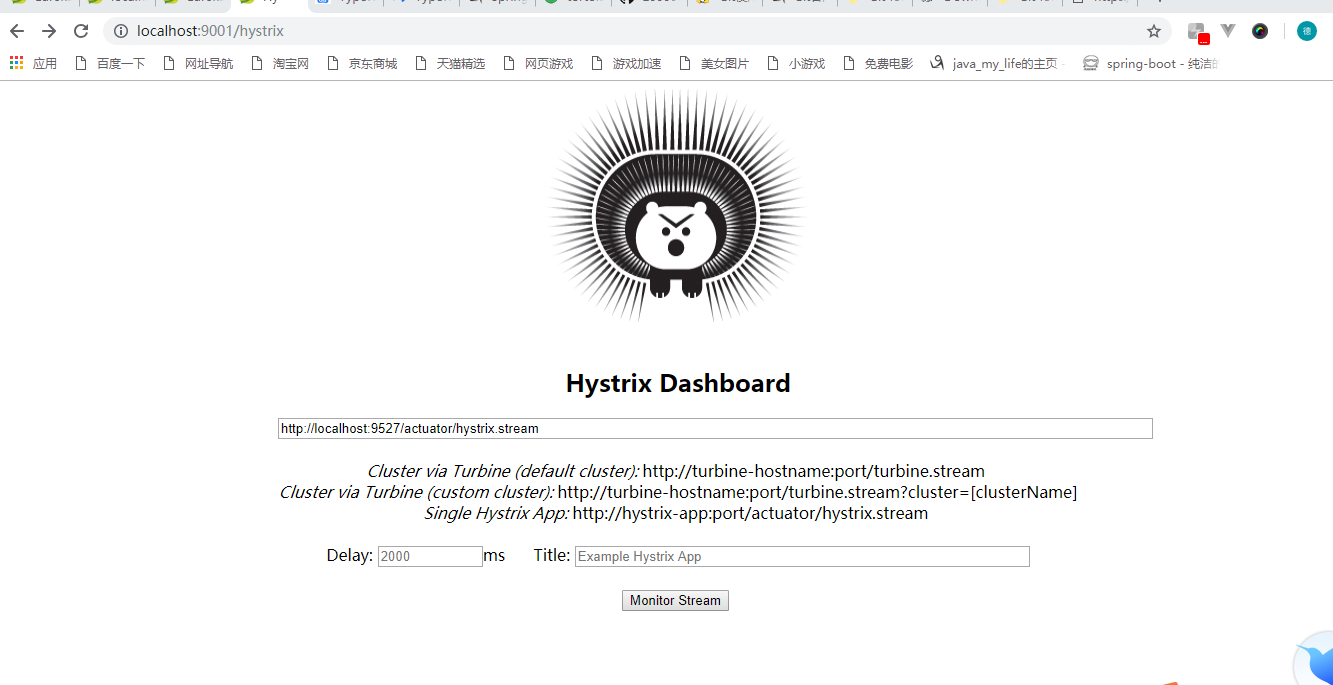 localhost:9001/hystrix
德
应用 百度一下 网址导航 淘宝网 京东商城 天猫精选 网页游戏 游戏加速 美女图片 小游戏 免费电影 java_my_life的主页 - spring-boot - 纯洁
Hystrix Dashboard
http://localhost:9527/actuator/hystrix.stream
Cluster via Turbine (default cluster): http://turbine-hostname:port/turbine.stream
Cluster via Turbine (custom cluster): http://turbine-hostname:port/turbine.stream?cluster=[clusterName]
Single Hystrix App: http://hystrix-app:port/actuator/hystrix.stream
Delay: 2000 ms Title: Example Hystrix App
Monitor Stream